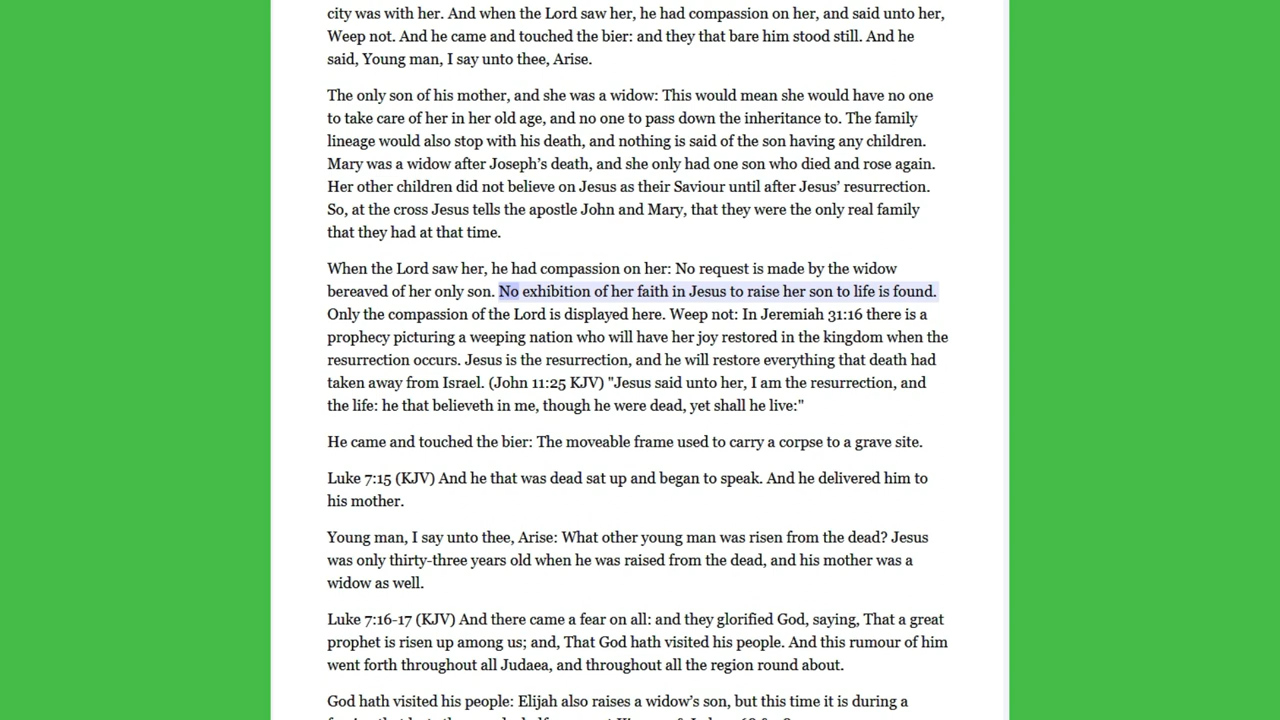 city was with her. And when the Lord saw her, he had compassion on her, and said unto her,
Weep not. And he came and touched the bier: and they that bare him stood still. And he
said, Young man, I say unto thee, Arise.
The only son of his mother, and she was a widow: This would mean she would have no one
to take care of her in her old age, and no one to pass down the inheritance to. The family
lineage would also stop with his death, and nothing is said of the son having any children.
Mary was a widow after Joseph’s death, and she only had one son who died and rose again.
Her other children did not believe on Jesus as their Saviour until after Jesus’ resurrection.
So, at the cross Jesus tells the apostle John and Mary, that they were the only real family
that they had at that time.
When the Lord saw her, he had compassion on her: No request is made by the widow
bereaved of her only son. No exhibition of her faith in Jesus to raise her son to life is found.
Only the compassion of the Lord is displayed here. Weep not: In Jeremiah 31:16 there is a
prophecy picturing a weeping nation who will have her joy restored in the kingdom when the
resurrection occurs. Jesus is the resurrection, and he will restore everything that death had
taken away from Israel. (John 11:25 KJV) "Jesus said unto her, I am the resurrection, and
the life: he that believeth in me, though he were dead, yet shall he live:"
He came and touched the bier: The moveable frame used to carry a corpse to a grave site.
Luke 7:15 (KJV) And he that was dead sat up and began to speak. And he delivered him to
his mother.
Young man, I say unto thee, Arise: What other young man was risen from the dead? Jesus
was only thirty-three years old when he was raised from the dead, and his mother was a
widow as well.
Luke 7:16-17 (KJV) And there came a fear on all: and they glorified God, saying, That a great
prophet is risen up among us; and, That God hath visited his people. And this rumour of him
went forth throughout all Judaea, and throughout all the region round about.
God hath visited his people: Elijah also raises a widow’s son, but this time it is during a